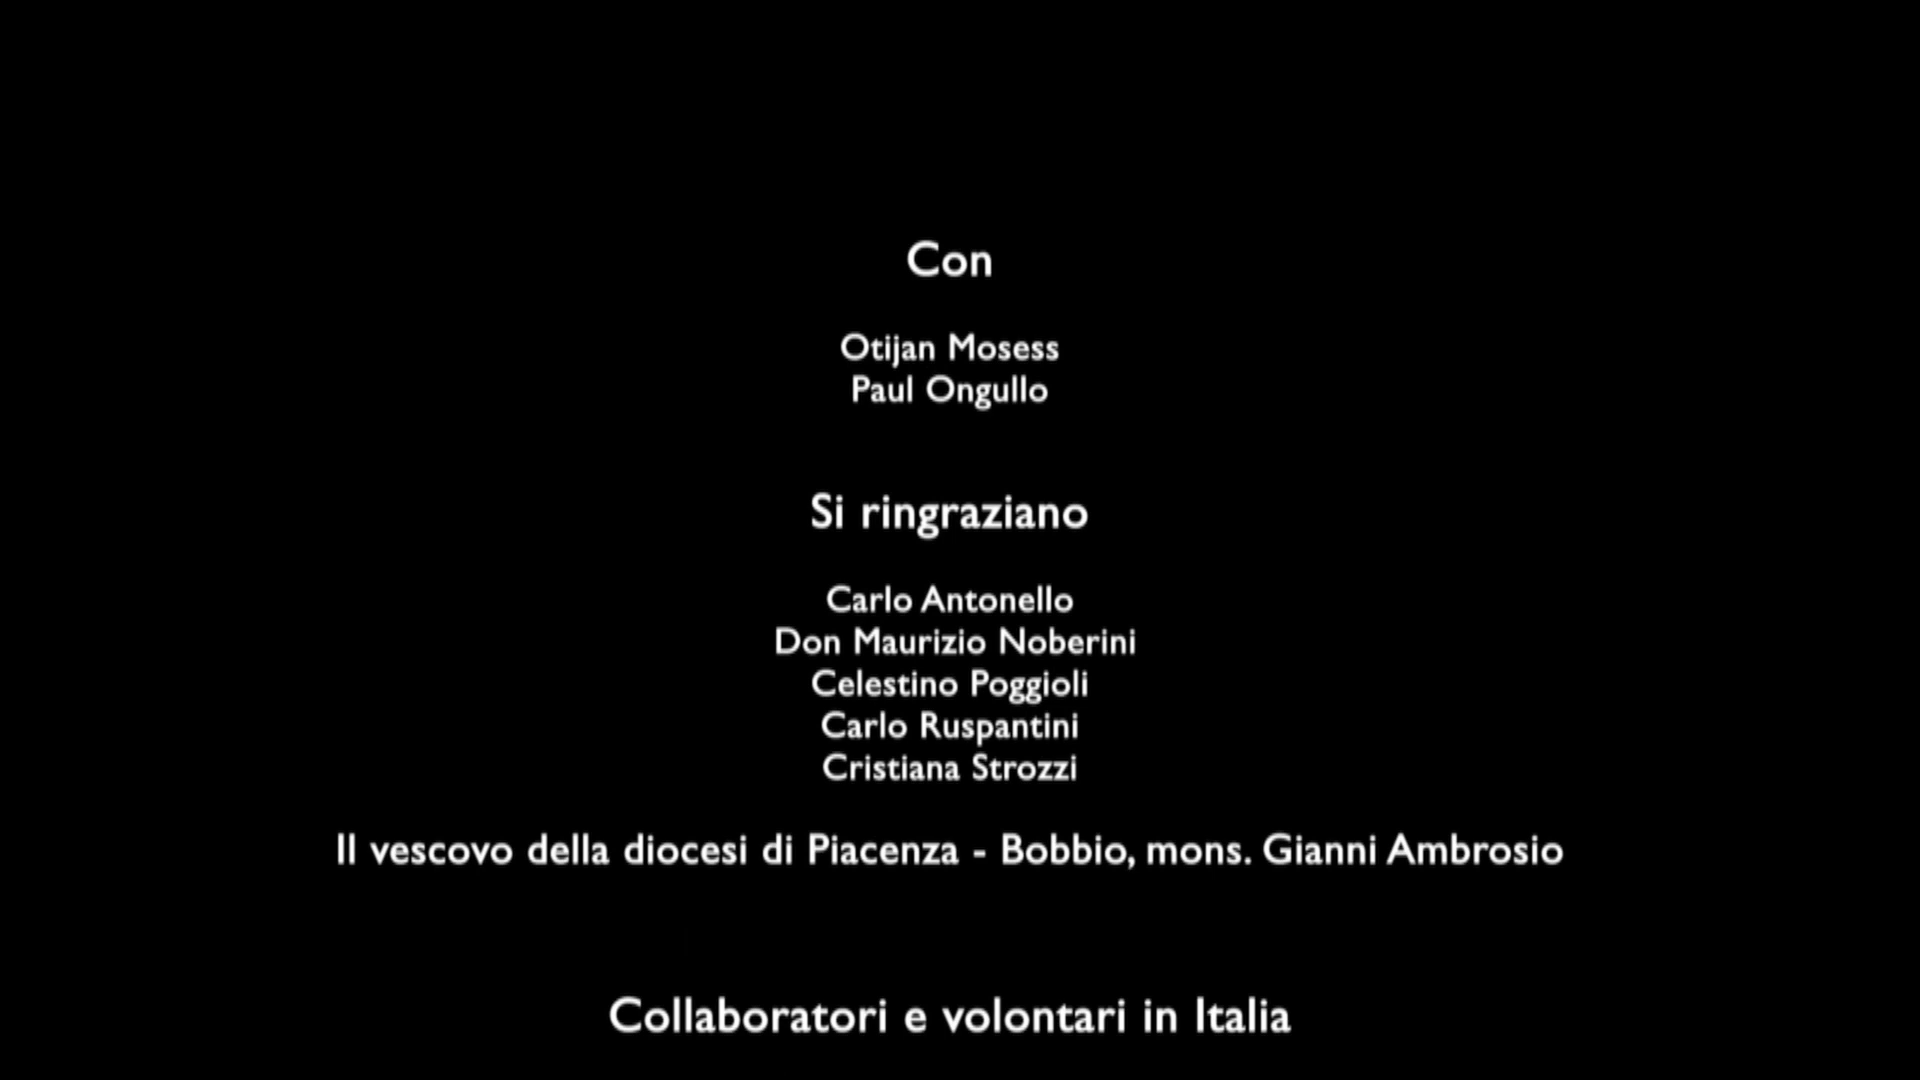 Con
Otijan Mosess
Paul Ongullo
Si ringraziano
Carlo Antonello
Don Maurizio Noberini
Celestino Poggioli
Carlo Ruspantini
Cristiana Strozzi
Il vescovo della diocesi di Piacenza - Bobbio, mons. Gianni Ambrosio
Collaboratori e volontari in Italia